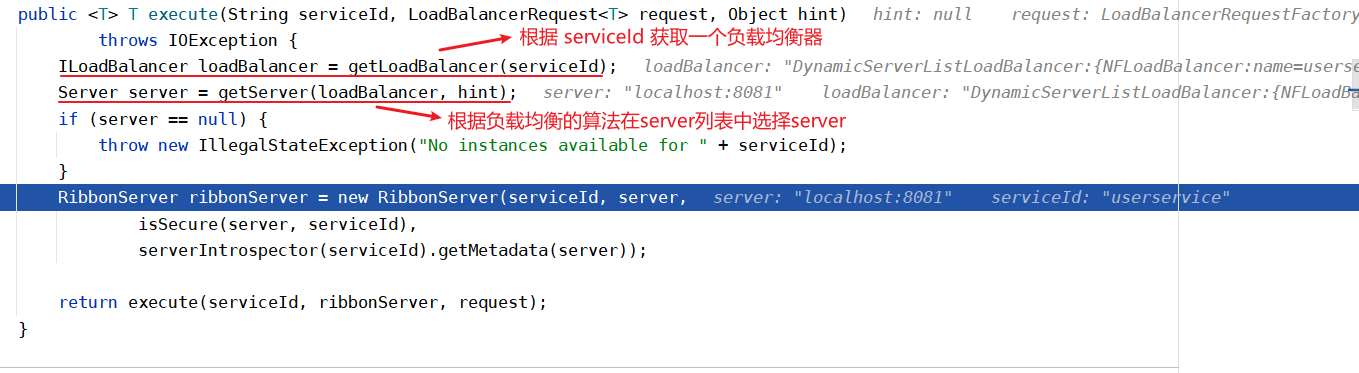 public <T> T execute(String serviceId, LoadBalancerRequest<T> request, Object hint) hint: null request: LoadBalancerRequestFactory
throws IOException {
根据 serviceId 获取一个负载均衡器
ILoadBalancer loadBalancer = getLoadBalancer(serviceId); loadBalancer: "DynamicServerListLoadBalancer:{NFLoadBalancer:name=userse
Server server = getServer(loadBalancer, hint); server: "localhost:8081" loadBalancer: "DynamicServerListLoadBalancer:{NFLoadBa
if (server == null) {
根据负载均衡的算法在server列表中选择server
throw new IllegalStateException("No instances available for " + serviceId);
}
RibbonServer ribbonServer = new RibbonServer(serviceId, server, server: "localhost:8081" serviceId: "userservice"
isSecure(server, serviceId),
serverIntrospector(serviceId).getMetadata(server));
return execute(serviceId, ribbonServer, request);
}